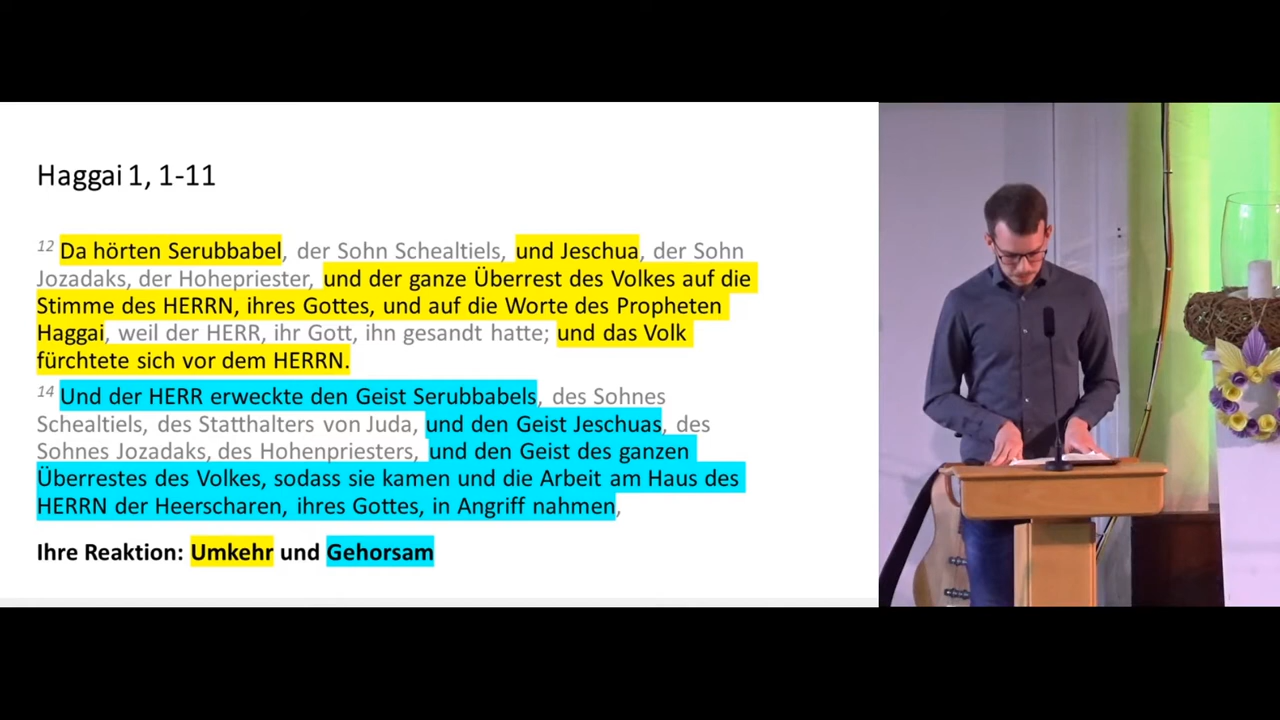 Haggai 1, 1-11
12 Da hörten Serubbabel, der Sohn Schealtiels, und Jeschua, der Sohn
Jozadaks, der Hohepriester, und der ganze Überrest des Volkes auf die
Stimme des HERRN, ihres Gottes, und auf die Worte des Propheten
Haggai, weil der HERR, ihr Gott, ihn gesandt hatte; und das Volk
fürchtete sich vor dem HERRN.
14 Und der HERR erweckte den Geist Serubbabels, des Sohnes
Schealtiels, des Statthalters von Juda, und den Geist Jeschuas, des
Sohnes Jozadaks, des Hohenpriesters, und den Geist des ganzen
Überrestes des Volkes, sodass sie kamen und die Arbeit am Haus des
HERRN der Heerscharen, ihres Gottes, in Angriff nahmen,
Ihre Reaktion: Umkehr und Gehorsam